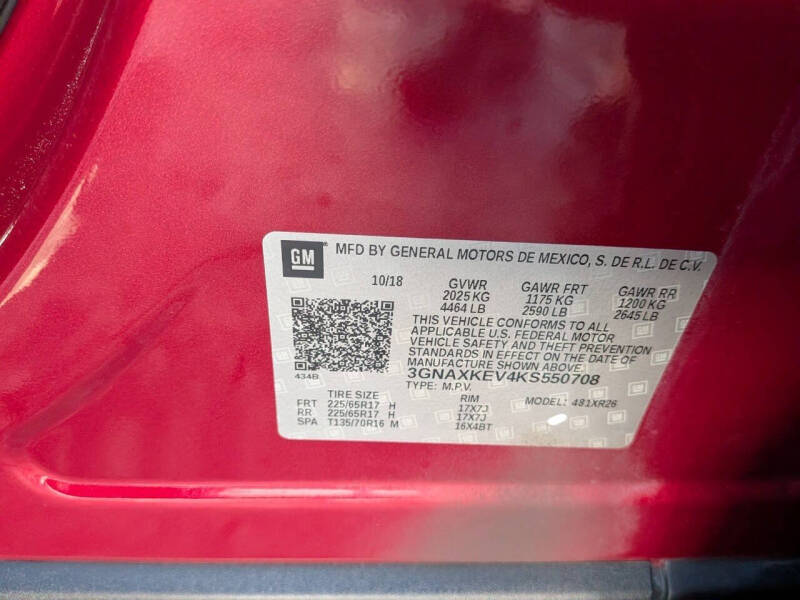 GM MFD BY GENERAL MOTORS DE MEXICO, S. DE R.L. DE C.V.
10/18 GVWR GAWR FRT GAWR RR
2025 KG 1175 KG 1200 KG
4464 LB 2590 LB 2645 LB
THIS VEHICLE CONFORMS TO ALL
APPLICABLE U.S. FEDERAL MOTOR
VEHICLE SAFETY AND THEFT PREVENTION
STANDARDS IN EFFECT ON THE DATE OF
MANUFACTURE SHOWN ABOVE.
434B 3GNAXKEV4KS550708
TYPE: M.P.V.
TIRE SIZE RIM MODEL: 481XR26
FRT 225/65R17 H 17X7J
RR 225/65R17 H 17X7J
SPA T135/70R16 M 16X4BT